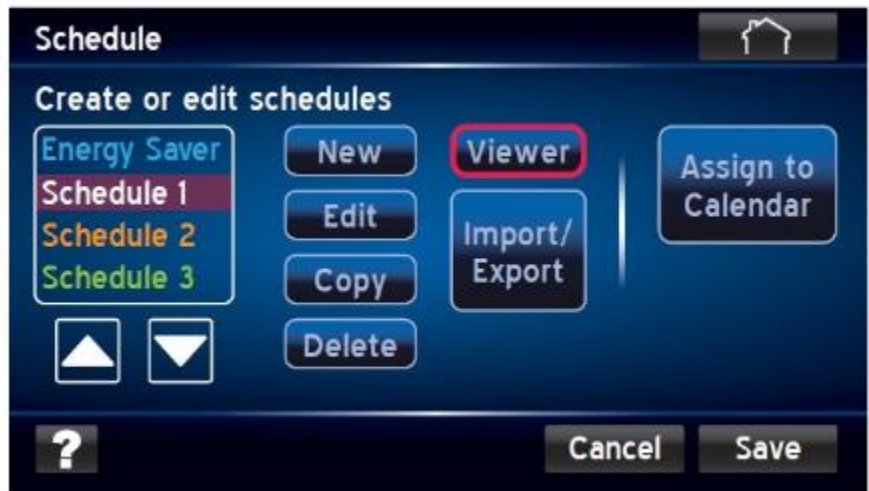 Schedule
Create or edit schedules
Energy Saver
Schedule 1
Schedule 2
Schedule 3
New
Edit
Copy
Delete
Viewer
Import/
Export
Assign to
Calendar
?
Cancel
Save